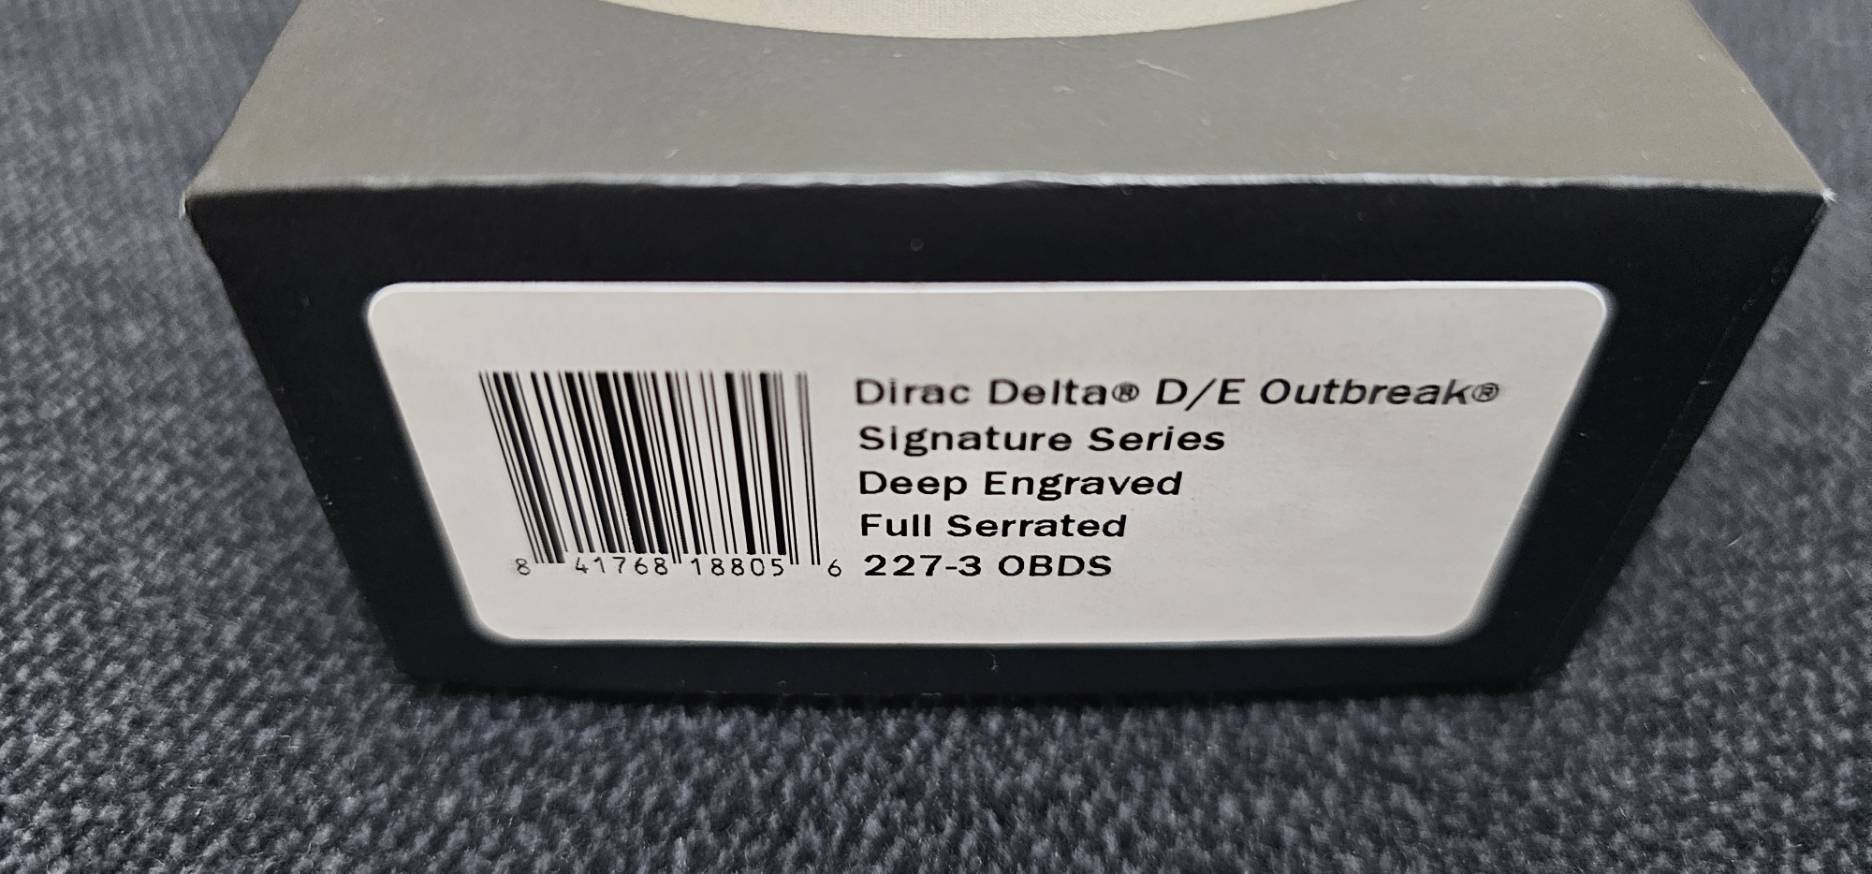 Dirac Delta® D/E Outbreak®
Signature Series
Deep Engraved
Full Serrated
227-3 OBDS
8 41768 18805 6